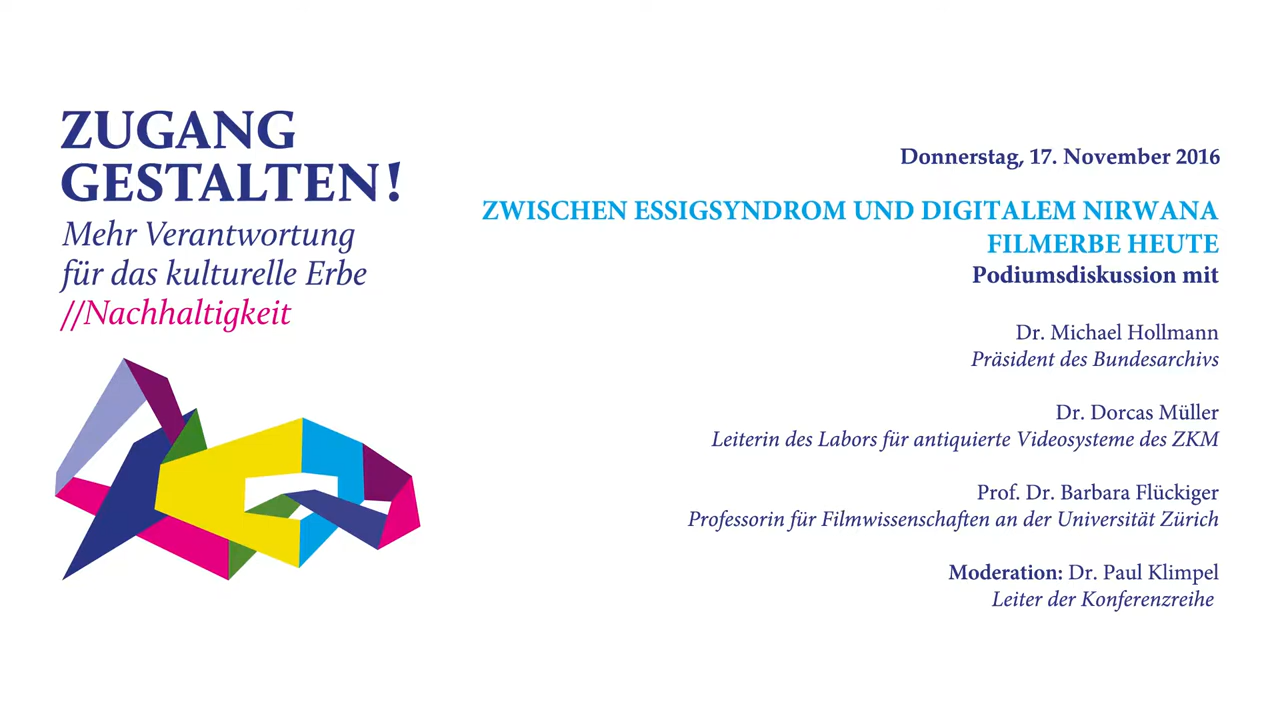 ZUGANG
GESTALTEN!
Mehr Verantwortung
für das kulturelle Erbe
//Nachhaltigkeit
Donnerstag, 17. November 2016
ZWISCHEN ESSIGSYNDROM UND DIGITALEM NIRWANA
FILMERBE HEUTE
Podiumsdiskussion mit
Dr. Michael Hollmann
Präsident des Bundesarchivs
Dr. Dorcas Müller
Leiterin des Labors für antiquierte Videosysteme des ZKM
Prof. Dr. Barbara Flückiger
Professorin für Filmwissenschaften an der Universität Zürich
Moderation: Dr. Paul Klimpel
Leiter der Konferenzreihe